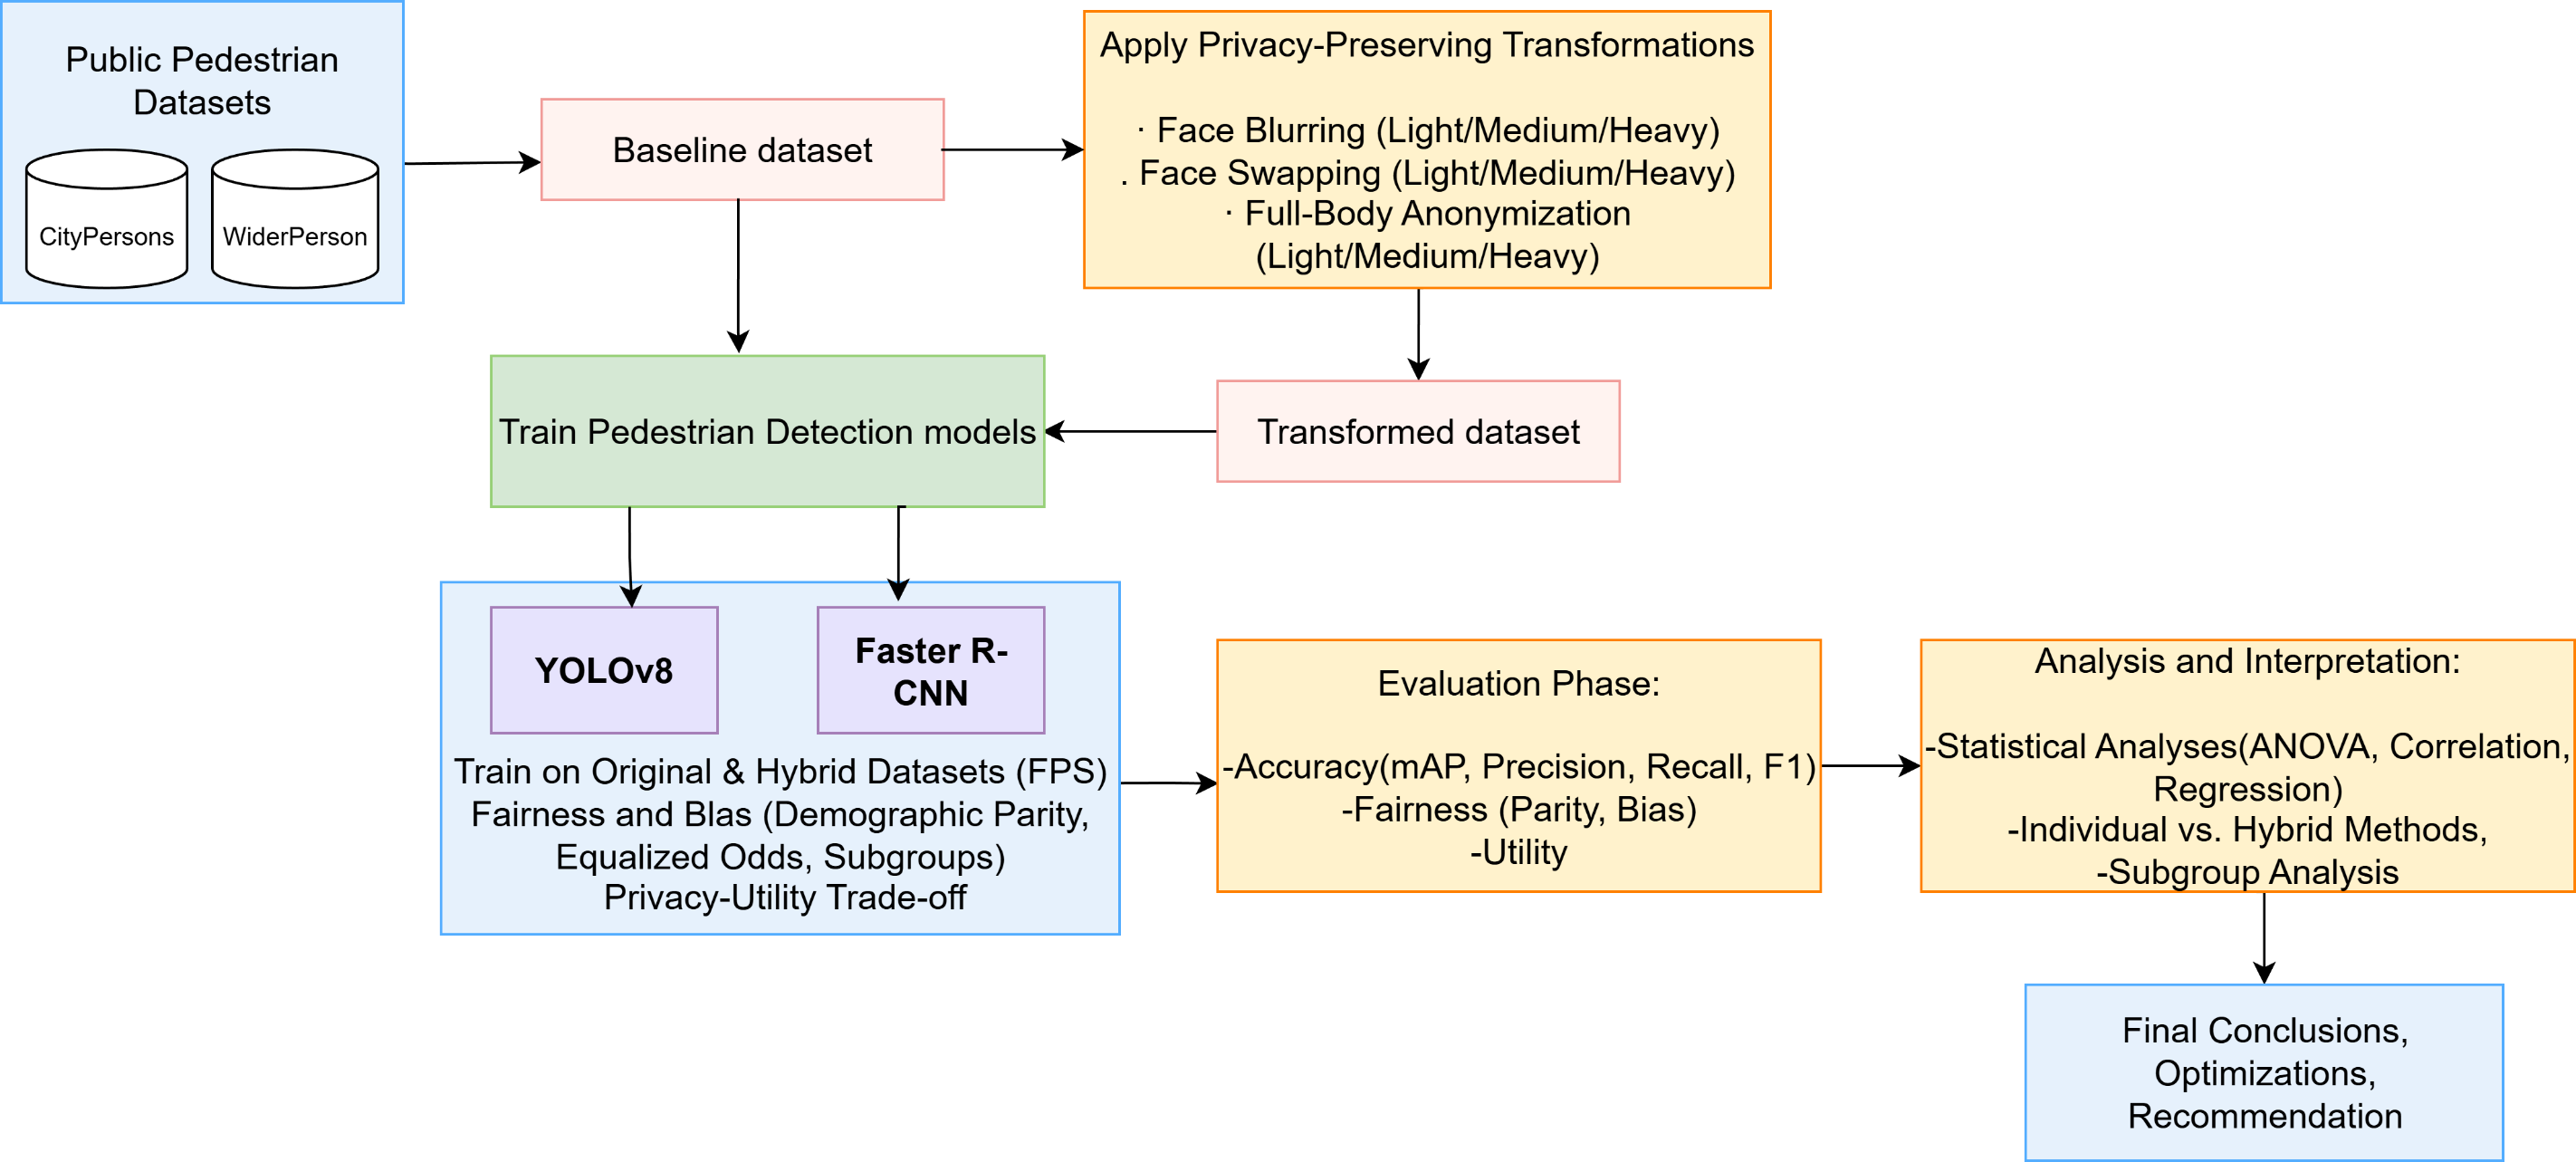 Public Pedestrian
Datasets
CityPersons
WiderPerson
Baseline dataset
Apply Privacy-Preserving Transformations
· Face Blurring (Light/Medium/Heavy)
. Face Swapping (Light/Medium/Heavy)
· Full-Body Anonymization
(Light/Medium/Heavy)
Train Pedestrian Detection models
Transformed dataset
YOLOv8
Faster R-
CNN
Train on Original & Hybrid Datasets (FPS)
Fairness and Blas (Demographic Parity,
Equalized Odds, Subgroups)
Privacy-Utility Trade-off
Evaluation Phase:
-Accuracy(mAP, Precision, Recall, F1)
-Fairness (Parity, Bias)
-Utility
Analysis and Interpretation:
-Statistical Analyses(ANOVA, Correlation,
Regression)
-Individual vs. Hybrid Methods,
-Subgroup Analysis
Final Conclusions,
Optimizations,
Recommendation